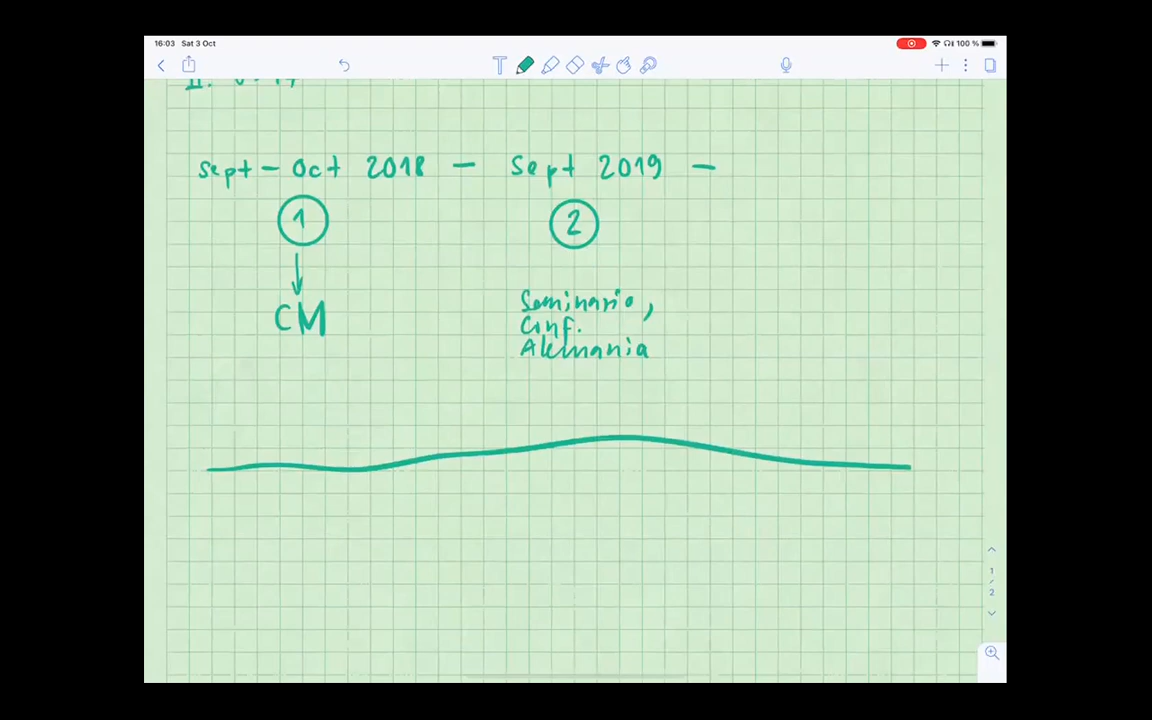 16:03 Sat 3 Oct
100 %
T
II.
sept - Oct 2018 - Sept 2019 -
1
2
CM
Seminario,
Conf.
Alemania
1
2